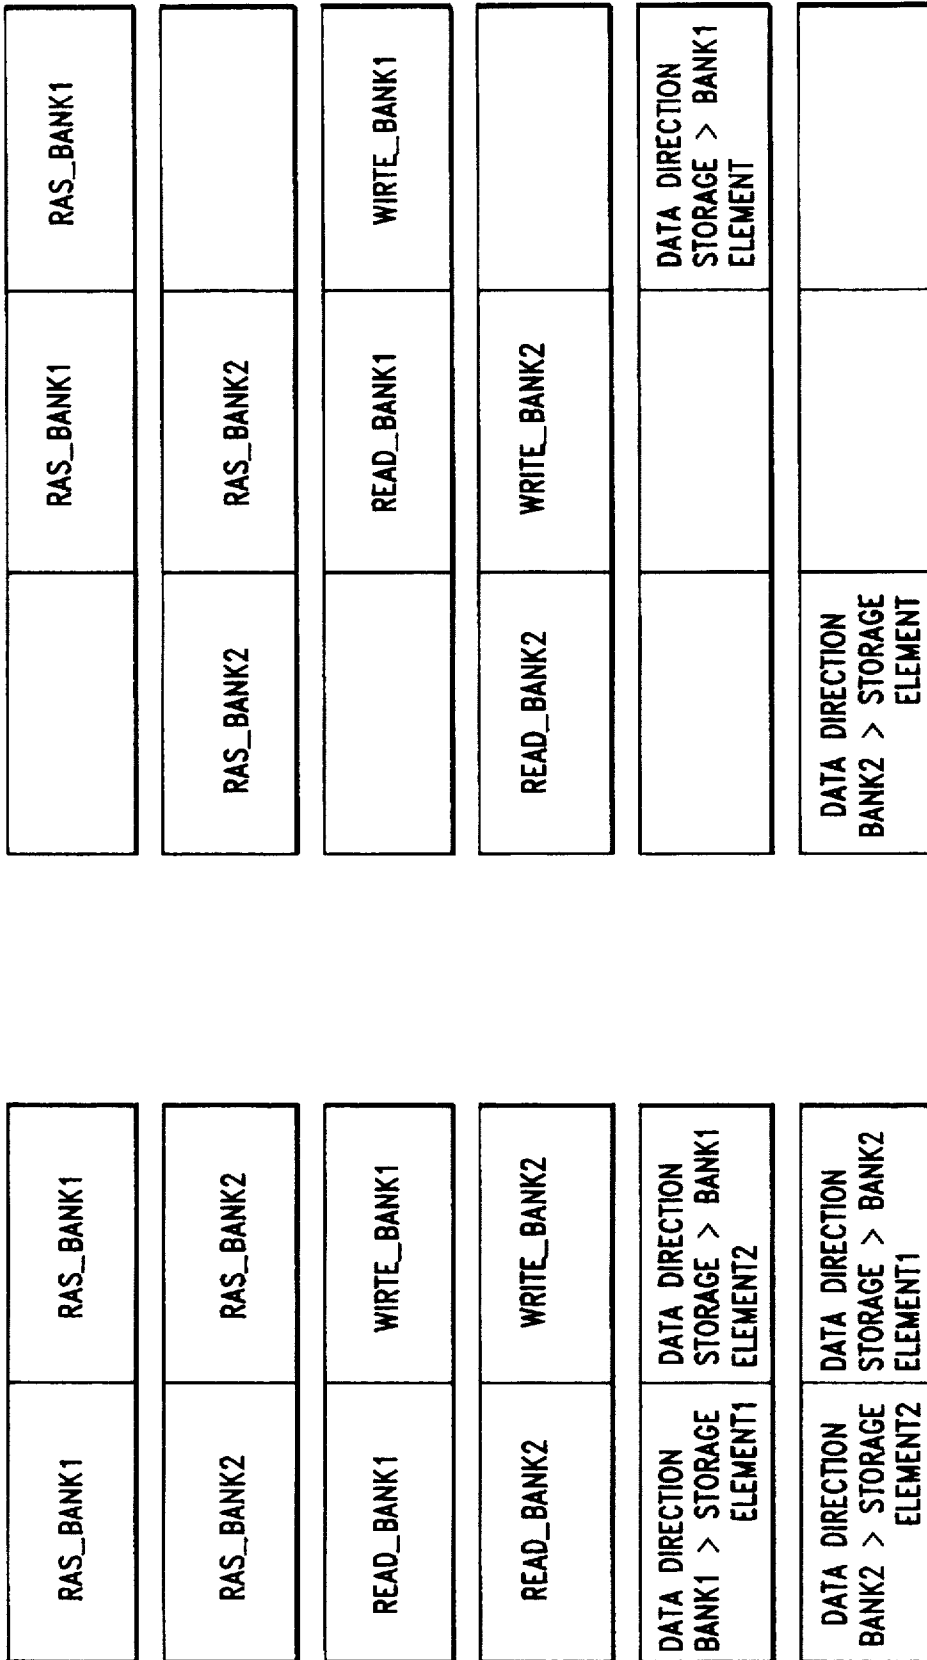 RAS_BANK1
RAS_BANK1
RAS_BANK2
RAS_BANK2
READ_BANK1
WIRTE_BANK1
READ_BANK2
WRITE_BANK2
DATA DIRECTION
BANK1 > STORAGE
ELEMENT1
DATA DIRECTION
STORAGE > BANK1
ELEMENT2
DATA DIRECTION
BANK2 > STORAGE
ELEMENT2
DATA DIRECTION
STORAGE > BANK2
ELEMENT1
RAS_BANK1
RAS_BANK1
RAS_BANK2
RAS_BANK2
READ_BANK1
WIRTE_BANK1
READ_BANK2
WRITE_BANK2
DATA DIRECTION
STORAGE > BANK1
ELEMENT
DATA DIRECTION
BANK2 > STORAGE
ELEMENT